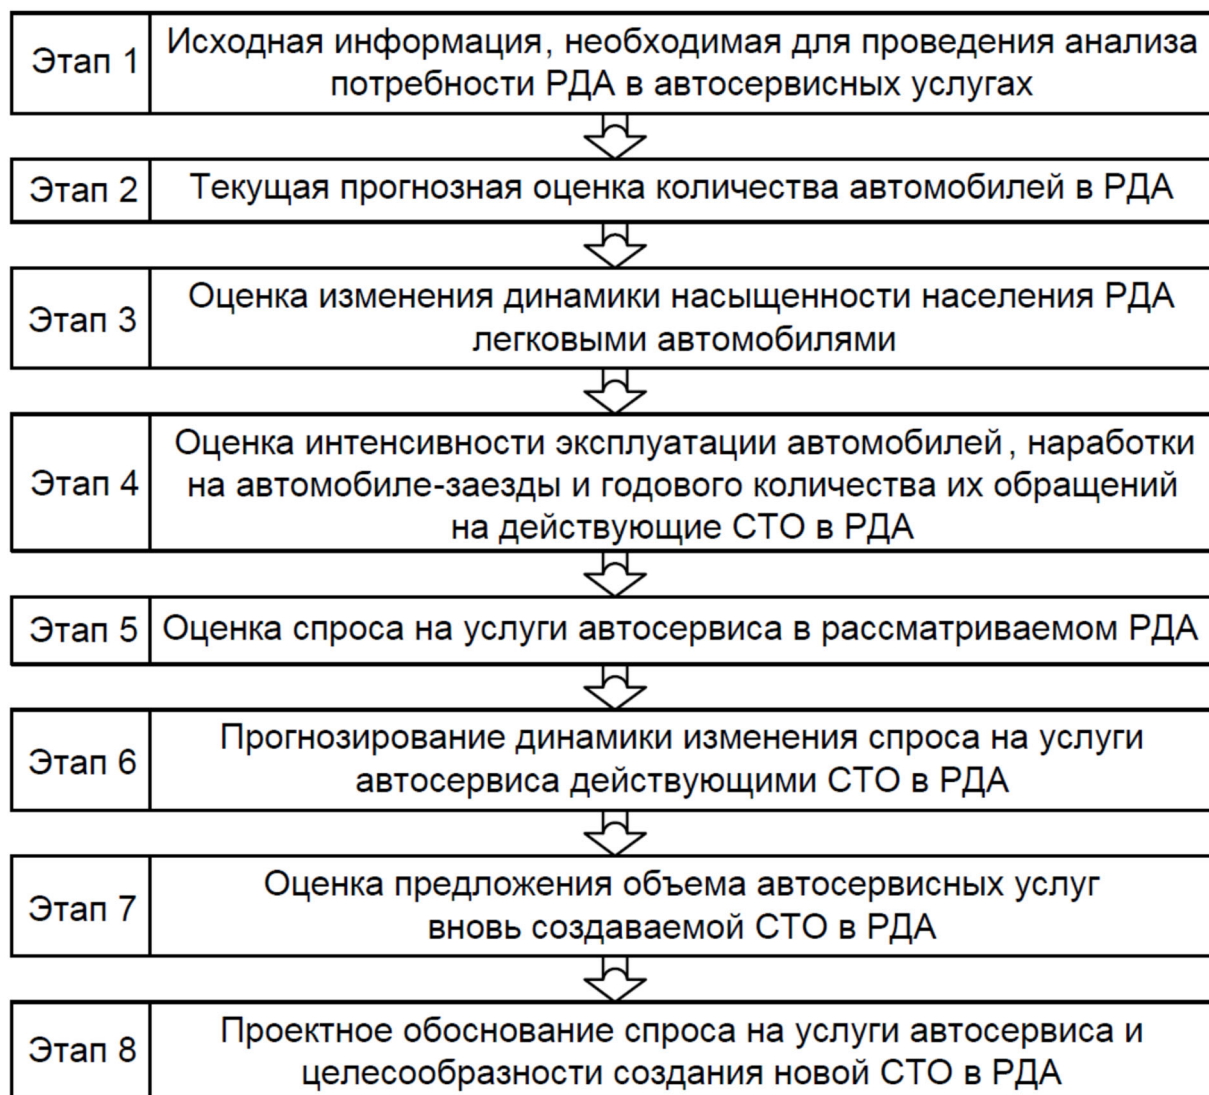 Этап 1
Исходная информация, необходимая для проведения анализа
потребности РДА в автосервисных услугах
Этап 2
Текущая прогнозная оценка количества автомобилей в РДА
Этап 3
Оценка изменения динамики насыщенности населения РДА
легковыми автомобилями
Этап 4
Оценка интенсивности эксплуатации автомобилей, наработки
на автомобиле-заезды и годового количества их обращений
на действующие СТО в РДА
Этап 5
Оценка спроса на услуги автосервиса в рассматриваемом РДА
Этап 6
Прогнозирование динамики изменения спроса на услуги
автосервиса действующими СТО в РДА
Этап 7
Оценка предложения объема автосервисных услуг
вновь создаваемой СТО в РДА
Этап 8
Проектное обоснование спроса на услуги автосервиса и
целесообразности создания новой СТО в РДА